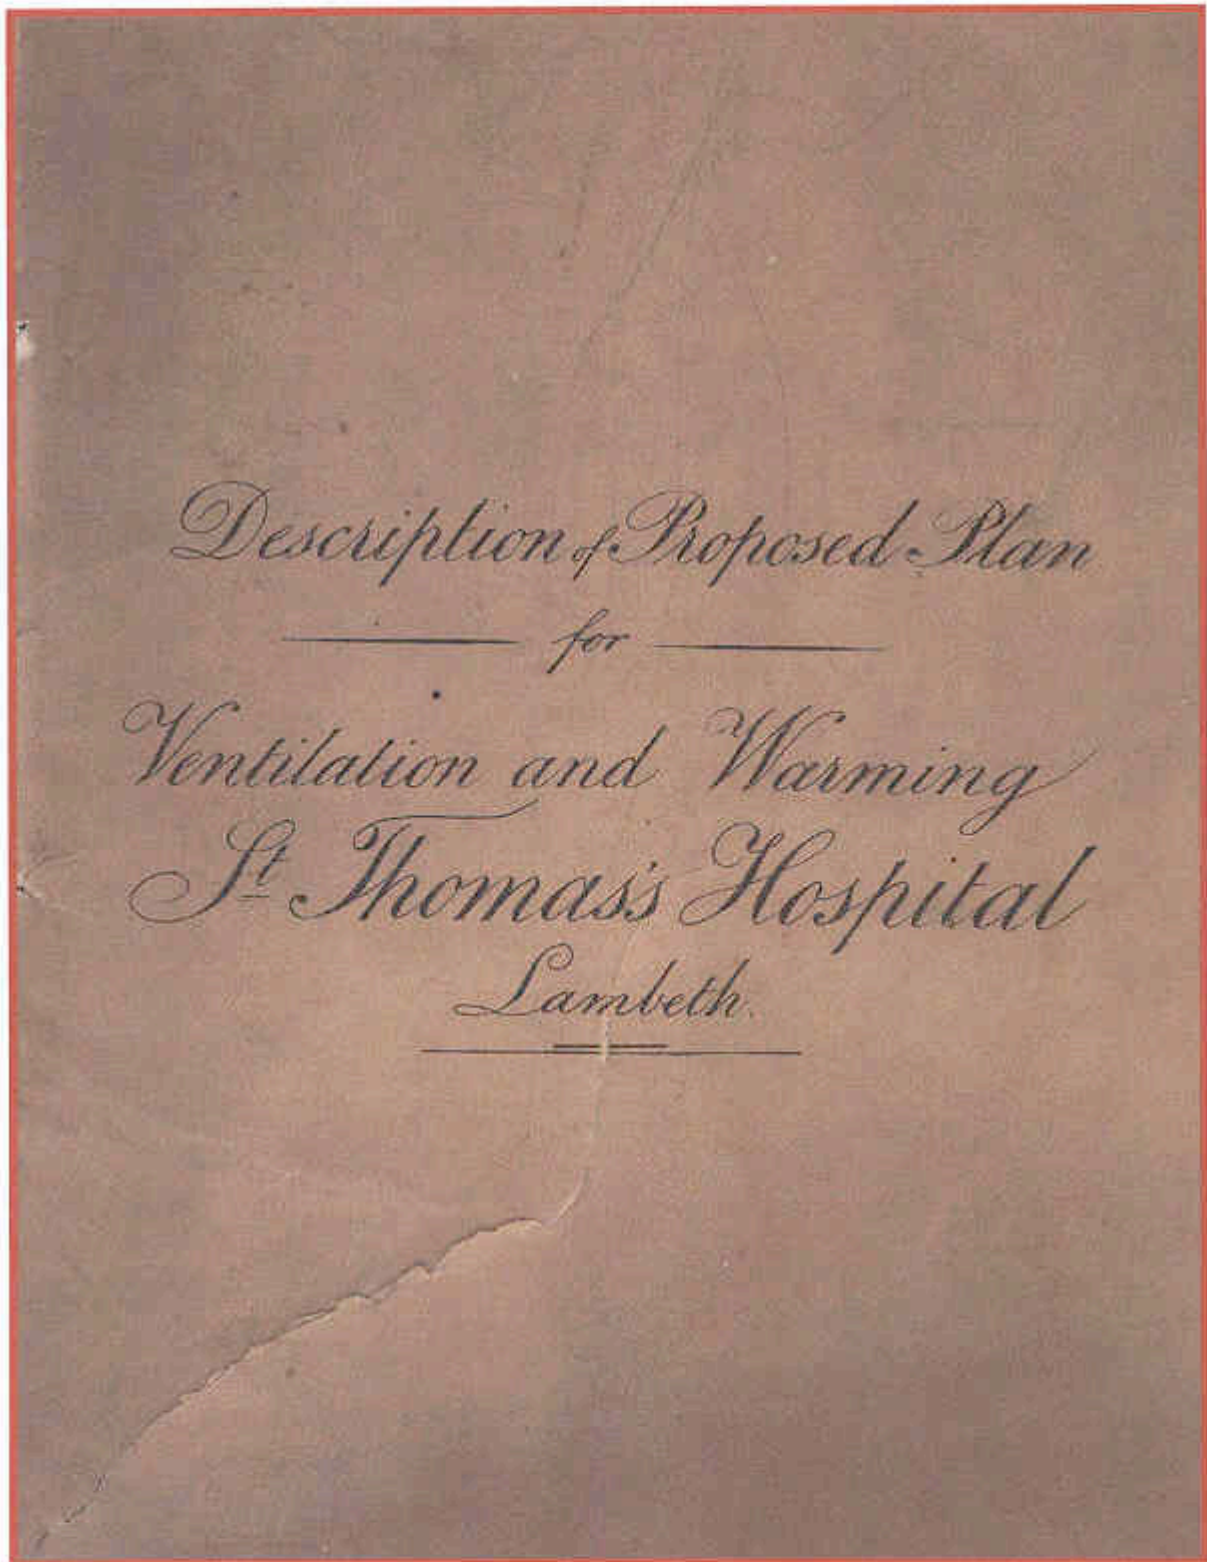 Description of Proposed Plan
for
Ventilation and Warming
St Thomas's Hospital
Lambeth.